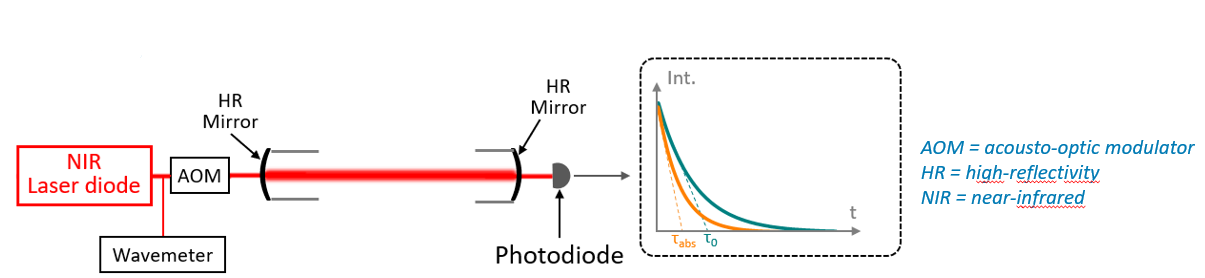 NIR
Laser diode
AOM
Wavemeter
HR
Mirror
HR
Mirror
Photodiode
Int.
t
τabs
τ0
AOM = acousto-optic modulator
HR = high-reflectivity
NIR = near-infrared